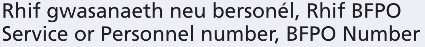 Rhif gwasanaeth neu bersonél, Rhif BFPO
Service or Personnel number, BFPO Number